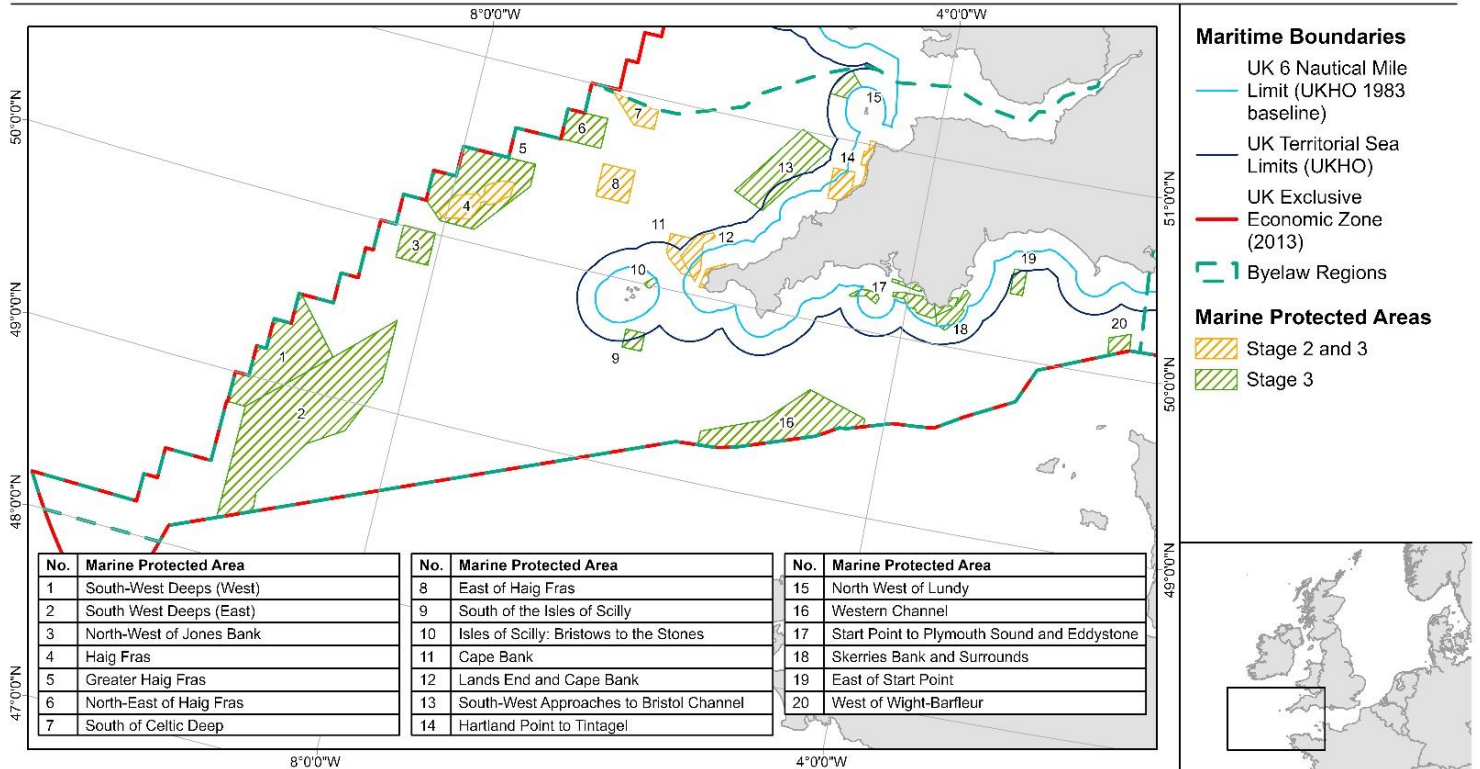 8°0'0"W
4°0'0"W
50°0'0"N
49°0'0"N
48°0'0"N
47°0'0"N
51°0'0"N
50°0'0"N
49°0'0"N
8°0'0"W
4°0'0"W
1
2
3
4
5
6
7
8
9
10
11
12
13
14
15
16
17
18
19
20
No. Marine Protected Area
1 South-West Deeps (West)
2 South West Deeps (East)
3 North-West of Jones Bank
4 Haig Fras
5 Greater Haig Fras
6 North-East of Haig Fras
7 South of Celtic Deep
No. Marine Protected Area
8 East of Haig Fras
9 South of the Isles of Scilly
10 Isles of Scilly: Bristows to the Stones
11 Cape Bank
12 Lands End and Cape Bank
13 South-West Approaches to Bristol Channel
14 Hartland Point to Tintagel
No. Marine Protected Area
15 North West of Lundy
16 Western Channel
17 Start Point to Plymouth Sound and Eddystone
18 Skerries Bank and Surrounds
19 East of Start Point
20 West of Wight-Barfleur
Maritime Boundaries
UK 6 Nautical Mile
Limit (UKHO 1983
baseline)
UK Territorial Sea
Limits (UKHO)
UK Exclusive
Economic Zone
(2013)
Byelaw Regions
Marine Protected Areas
Stage 2 and 3
Stage 3